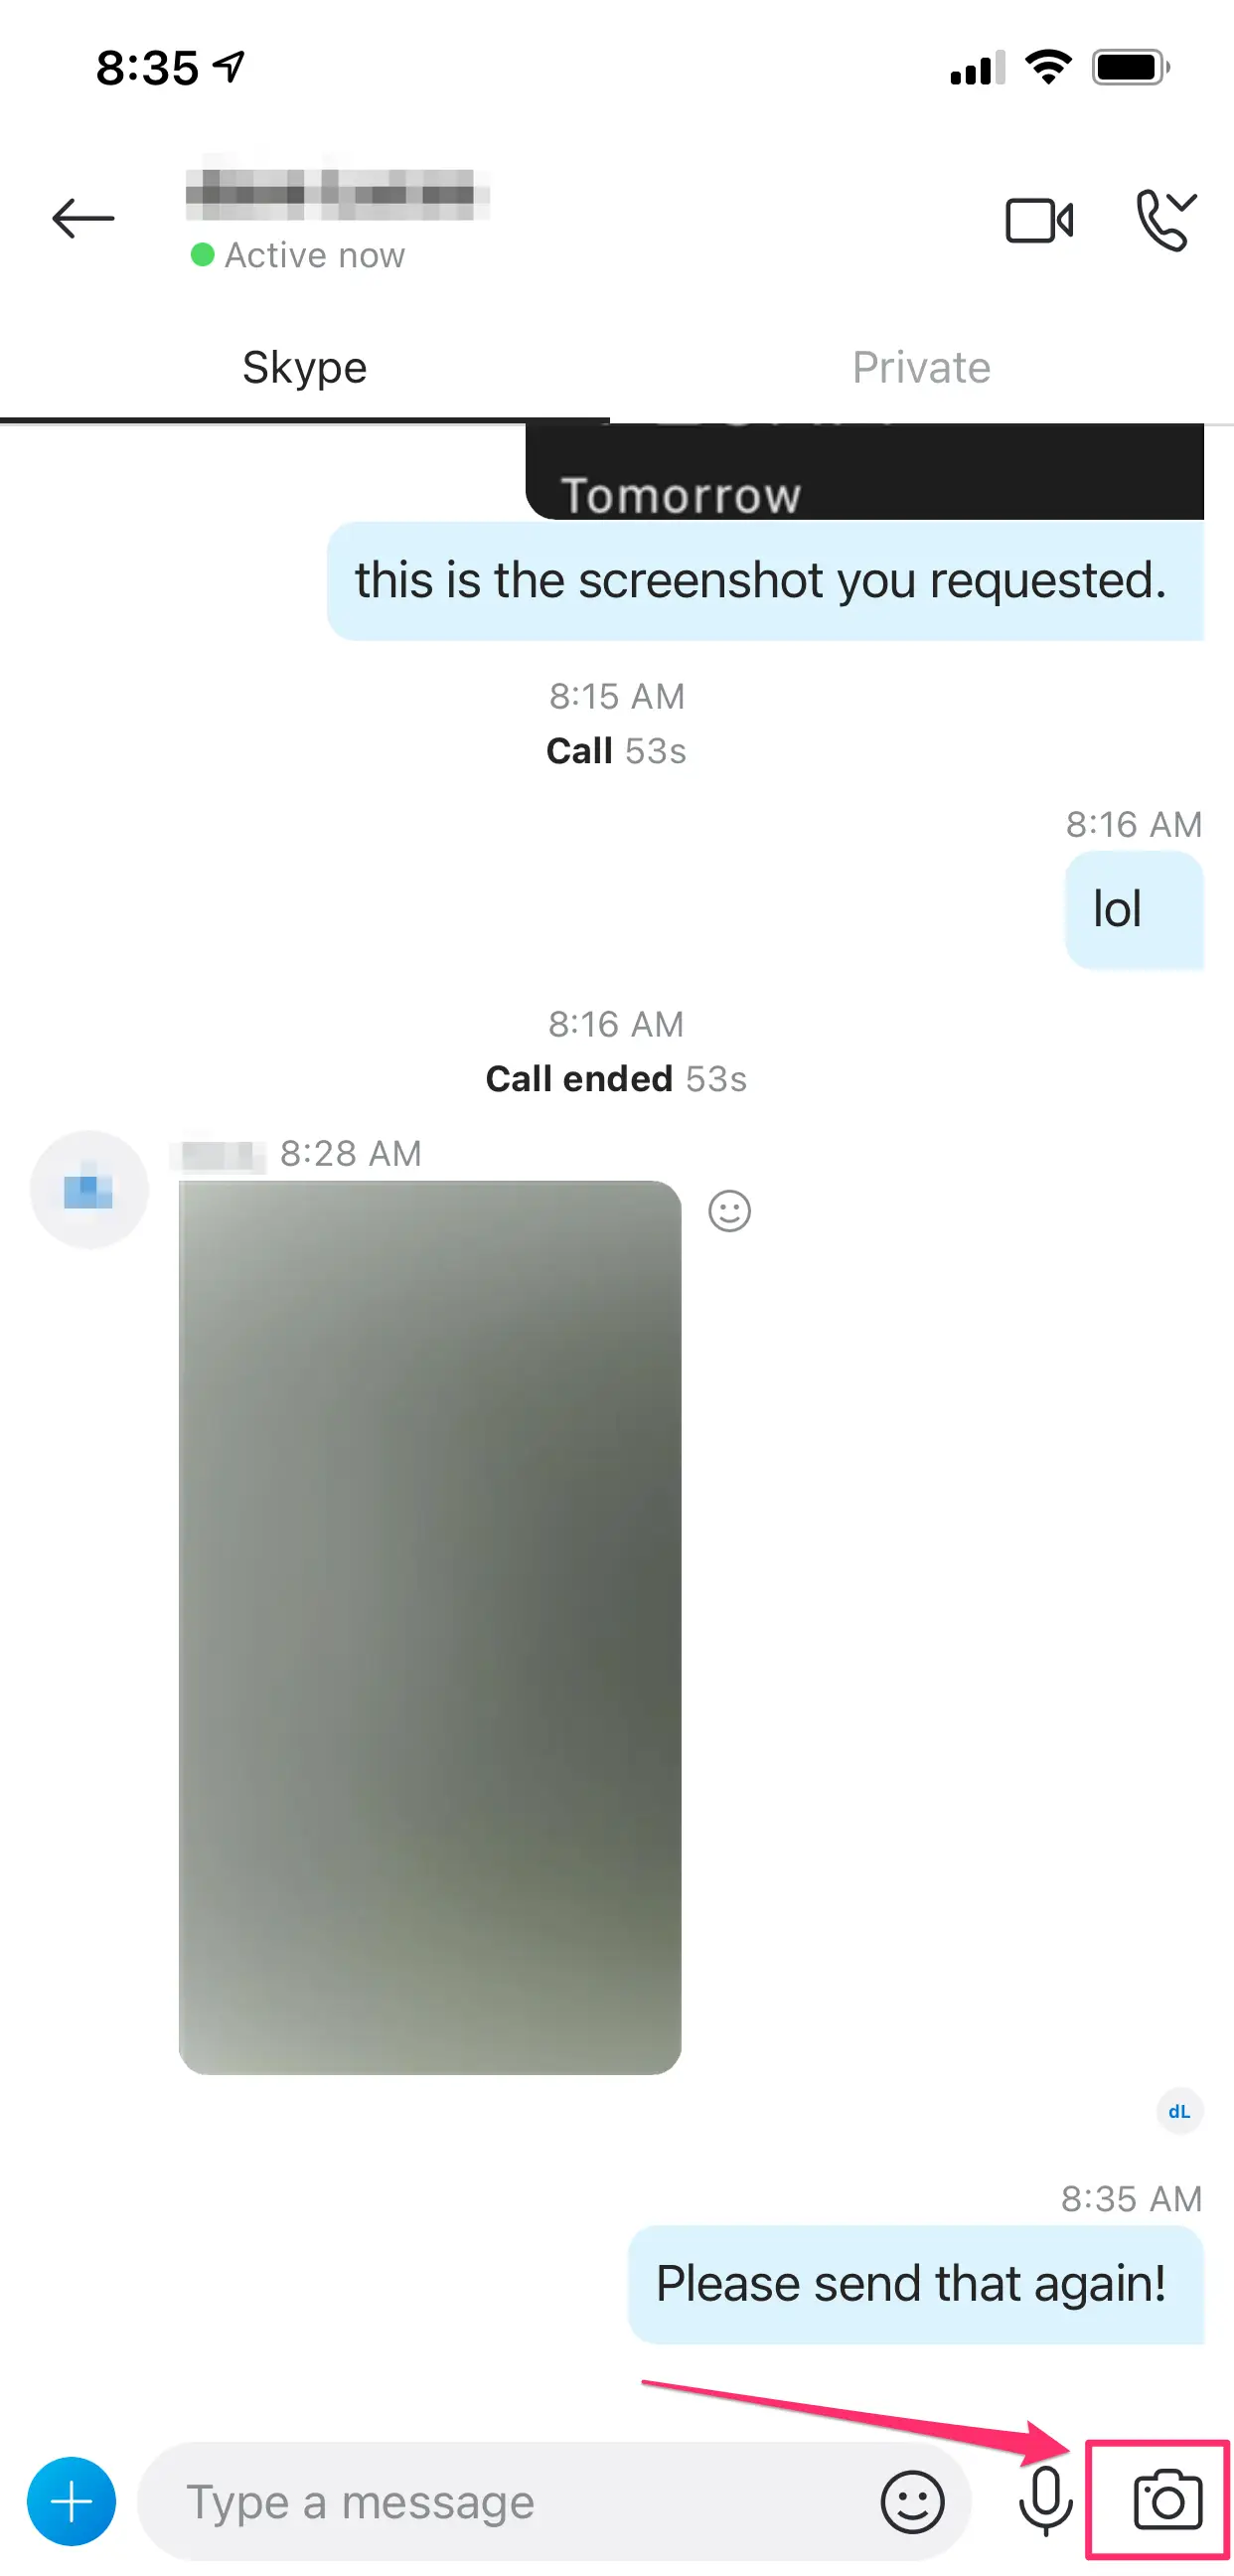 8:35
Active now
Skype
Private
Tomorrow
this is the screenshot you requested.
8:15 AM
Call 53s
8:16 AM
lol
8:16 AM
Call ended 53s
8:28 AM
dL
8:35 AM
Please send that again!
Type a message